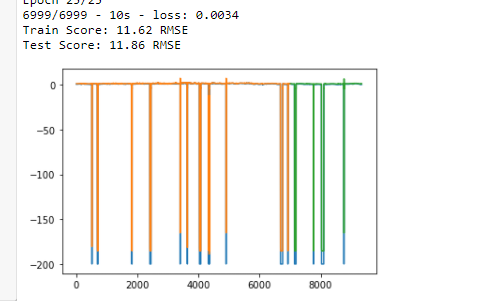 Epoch 25/25
6999/6999 - 10s - loss: 0.0034
Train Score: 11.62 RMSE
Test Score: 11.86 RMSE
0
−50
−100
−150
−200
0 2000 4000 6000 8000